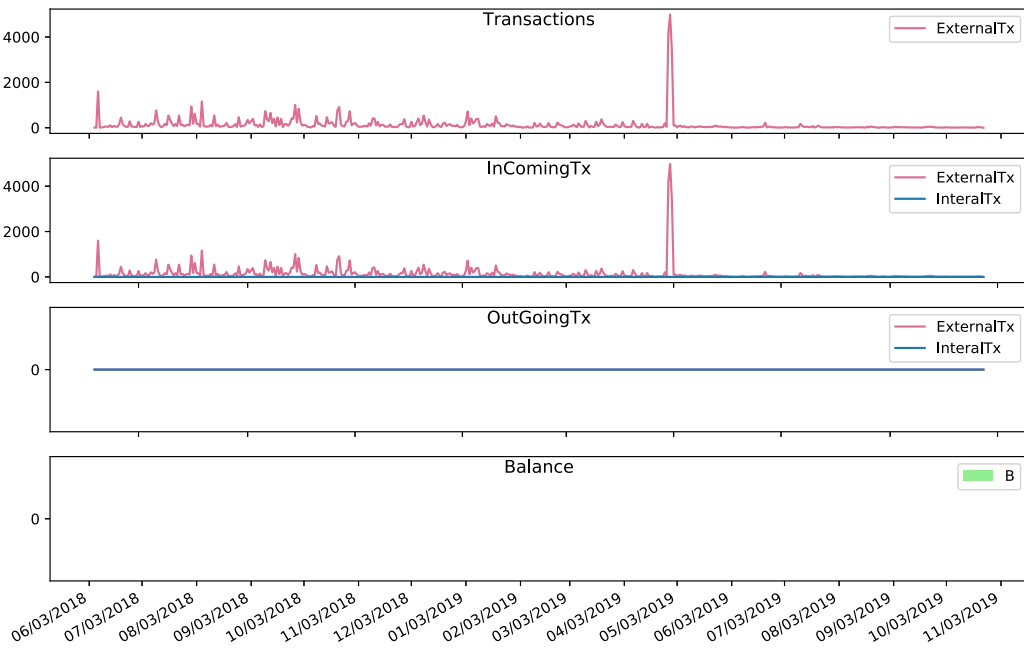 Transactions
ExternalTx
4000
2000
0
InComingTx
ExternalTx
InteralTx
4000
2000
0
OutGoingTx
ExternalTx
InteralTx
0
Balance
B
0
06/03/2018
07/03/2018
08/03/2018
09/03/2018
10/03/2018
11/03/2018
12/03/2018
01/03/2019
02/03/2019
03/03/2019
04/03/2019
05/03/2019
06/03/2019
07/03/2019
08/03/2019
09/03/2019
10/03/2019
11/03/2019